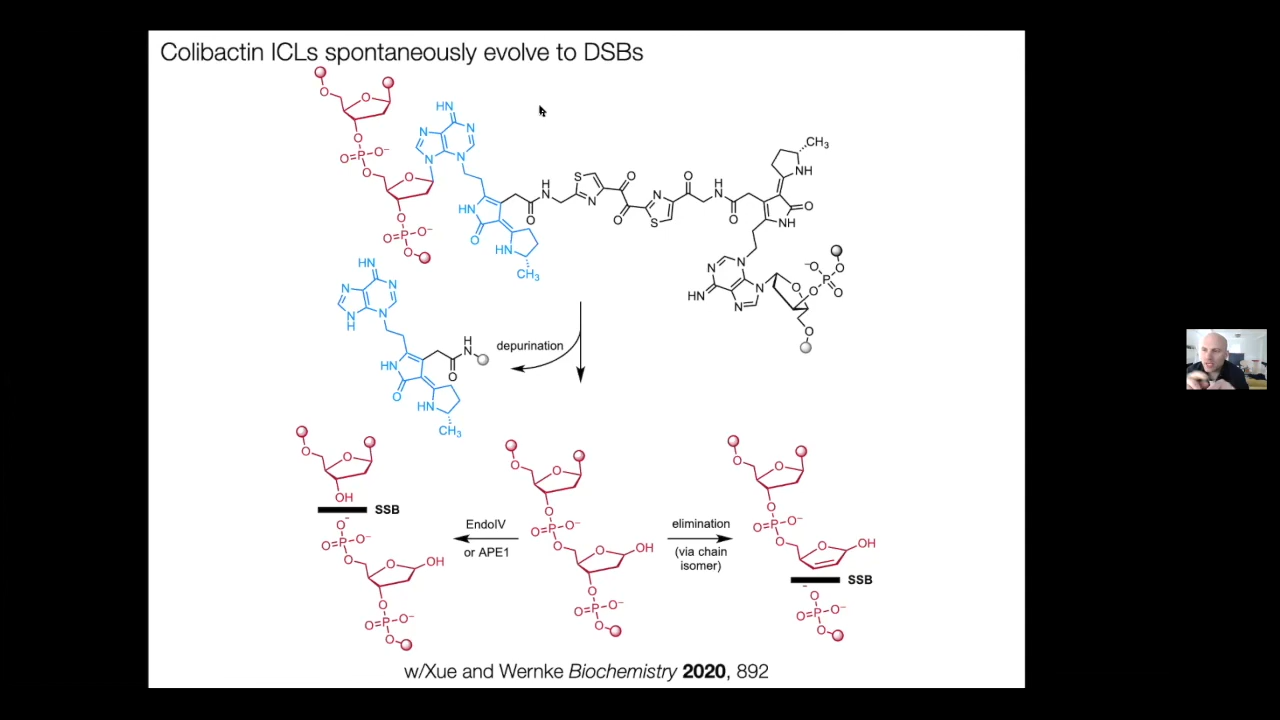 Colibactin ICLs spontaneously evolve to DSBs
O
O
O
O=P-O⁻
O
O
O
O=P-O⁻
O
HN
N
N
N
N
HN
O
HN
CH₃
O
H
N
S
N
O
O
N
S
O
H
N
O
CH₃
NH
O
NH
N
N
HN
N
N
O
⁻O
P
O
O
O
O
HN
N
N
N
H
N
HN
O
HN
CH₃
O
H
N
depurination
O
O
OH
SSB
⁻
O
O=P-O⁻
O
O
OH
O
O=P-O⁻
O
EndoIV
or APE1
O
O
O
O=P-O⁻
O
O
OH
O
O=P-O⁻
O
elimination
(via chain
isomer)
O
O
O
O=P-O⁻
O
O
OH
SSB
⁻
O
O=P-O⁻
O
w/Xue and Wernke Biochemistry 2020, 892